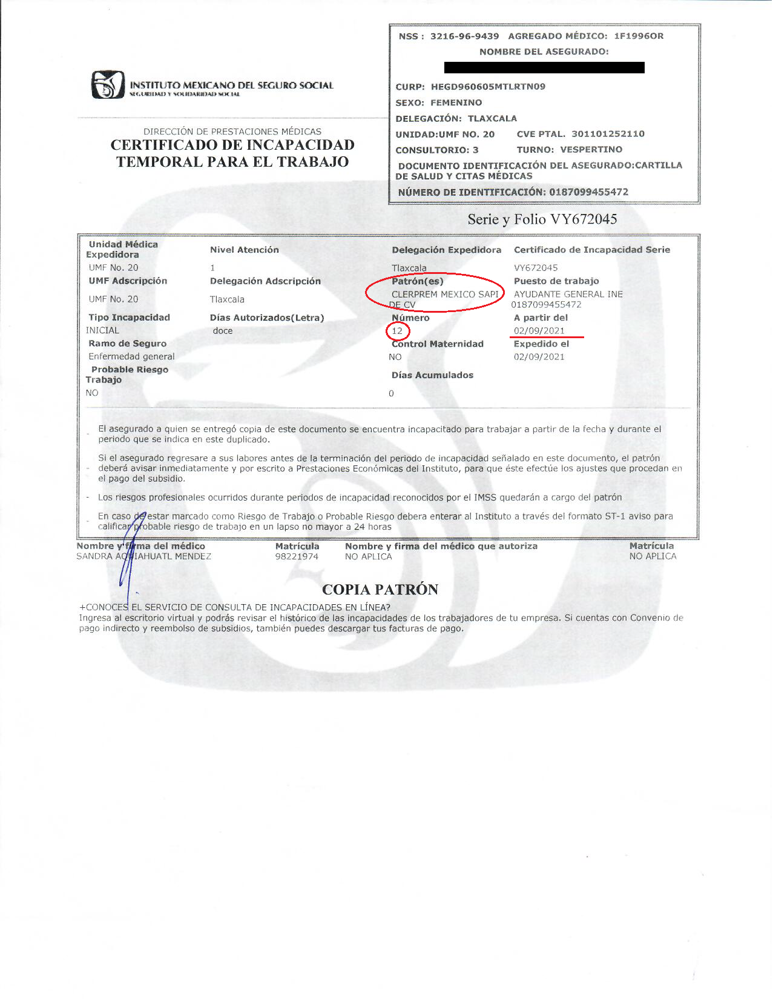 NSS : 3216-96-9439 AGREGADO MÉDICO: 1F1996OR
NOMBRE DEL ASEGURADO:
CURP: HEGD960605MTLRTN09
SEXO: FEMENINO
DELEGACIÓN: TLAXCALA
UNIDAD:UMF NO. 20 CVE PTAL. 301101252110
CONSULTORIO: 3 TURNO: VESPERTINO
DOCUMENTO IDENTIFICACIÓN DEL ASEGURADO:CARTILLA
DE SALUD Y CITAS MÉDICAS
NÚMERO DE IDENTIFICACIÓN: 0187099455472
INSTITUTO MEXICANO DEL SEGURO SOCIAL
SEGURIDAD Y SOLIDARIDAD SOCIAL
DIRECCIÓN DE PRESTACIONES MÉDICAS
CERTIFICADO DE INCAPACIDAD
TEMPORAL PARA EL TRABAJO
Serie y Folio VY672045
Unidad Médica
Expedidora Nivel Atención Delegación Expedidora Certificado de Incapacidad Serie
UMF No. 20 1 Tlaxcala VY672045
UMF Adscripción Delegación Adscripción Patrón(es) Puesto de trabajo
UMF No. 20 Tlaxcala CLERPREM MEXICO SAPI AYUDANTE GENERAL INE
DE CV 0187099455472
Tipo Incapacidad Días Autorizados(Letra) Número A partir del
INICIAL doce 12 02/09/2021
Ramo de Seguro Control Maternidad Expedido el
Enfermedad general NO 02/09/2021
Probable Riesgo
Trabajo Días Acumulados
NO 0
El asegurado a quien se entregó copia de este documento se encuentra incapacitado para trabajar a partir de la fecha y durante el
- periodo que se indica en este duplicado.
Si el asegurado regresare a sus labores antes de la terminación del periodo de incapacidad señalado en este documento, el patrón
- deberá avisar inmediatamente y por escrito a Prestaciones Económicas del Instituto, para que éste efectúe los ajustes que procedan en
el pago del subsidio.
- Los riesgos profesionales ocurridos durante periodos de incapacidad reconocidos por el IMSS quedarán a cargo del patrón
En caso de estar marcado como Riesgo de Trabajo o Probable Riesgo debera enterar al Instituto a través del formato ST-1 aviso para
- calificar probable riesgo de trabajo en un lapso no mayor a 24 horas
Nombre y firma del médico Matrícula Nombre y firma del médico que autoriza Matrícula
SANDRA AQUIAHUATL MENDEZ 98221974 NO APLICA NO APLICA
COPIA PATRÓN
+CONOCES EL SERVICIO DE CONSULTA DE INCAPACIDADES EN LÍNEA?
Ingresa al escritorio virtual y podrás revisar el histórico de las incapacidades de los trabajadores de tu empresa. Si cuentas con Convenio de
pago indirecto y reembolso de subsidios, también puedes descargar tus facturas de pago.